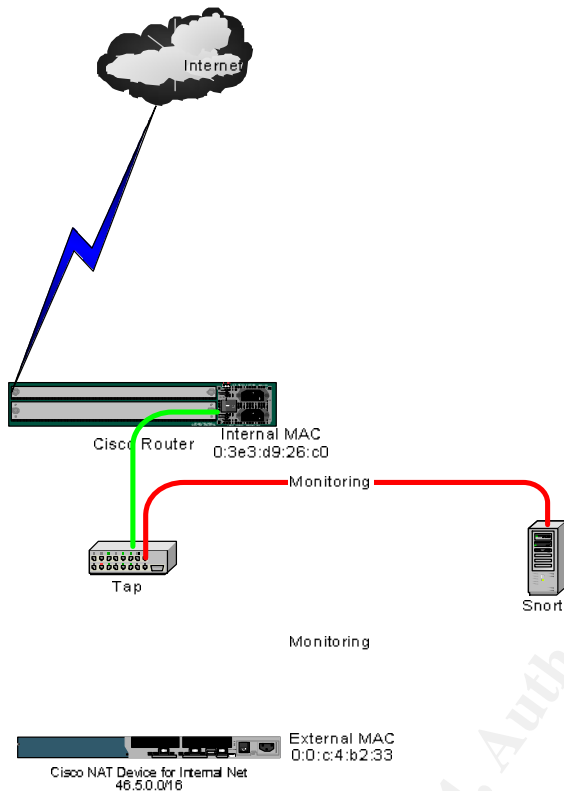 Internet
Cisco Router
Internal MAC
0:3e3:d9:26:c0
Monitoring
Tap
Snort
Monitoring
External MAC
0:0:c:4:b2:33
Cisco NAT Device for Internal Net
46.5.0.0/16